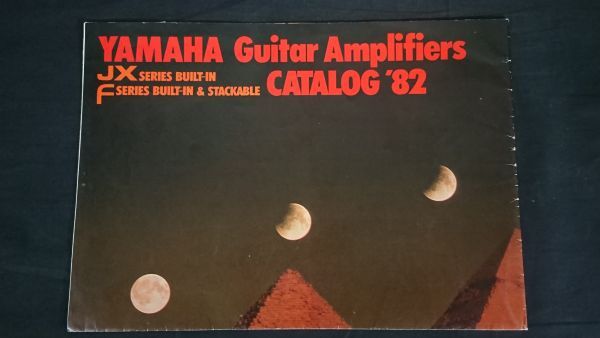 YAMAHA Guitar Amplifiers
JX SERIES BUILT-IN
F SERIES BUILT-IN & STACKABLE CATALOG '82